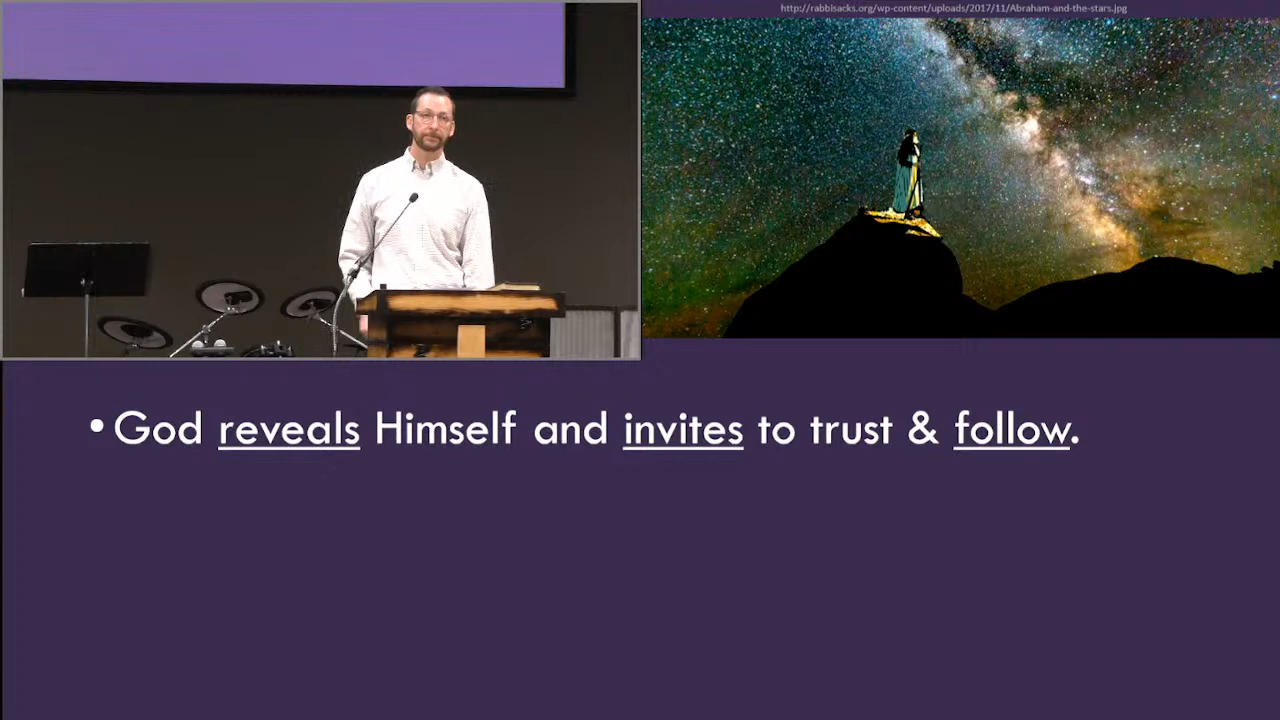 http://rabbisacks.org/wp-content/uploads/2017/11/Abraham-and-the-stars.jpg
• God reveals Himself and invites to trust & follow.